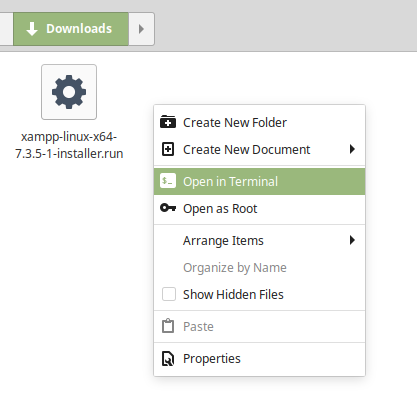 Downloads
xampp-linux-x64-
7.3.5-1-installer.run
Create New Folder
Create New Document
$_
Open in Terminal
Open as Root
Arrange Items
Organize by Name
Show Hidden Files
Paste
Properties